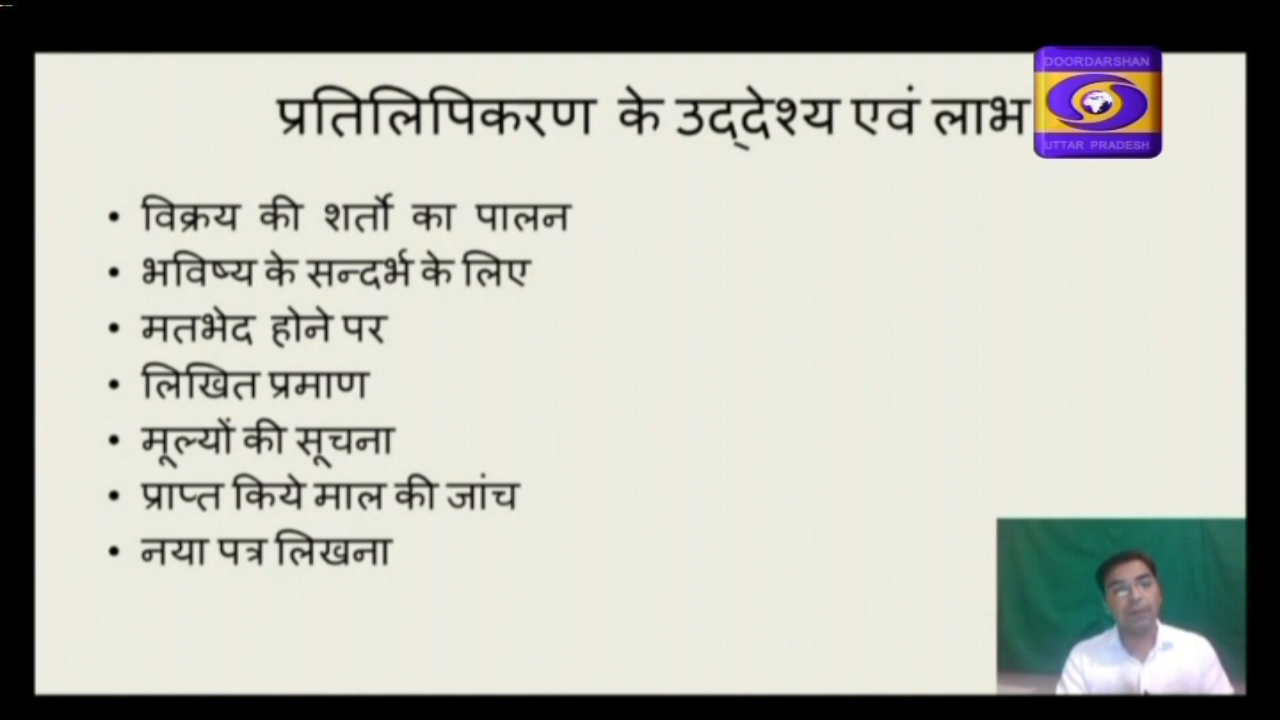 प्रतिलिपिकरण के उद्देश्य एवं लाभ
DOORDARSHAN
UTTAR PRADESH
• विक्रय की शर्तो का पालन
• भविष्य के सन्दर्भ के लिए
• मतभेद होने पर
• लिखित प्रमाण
• मूल्यों की सूचना
• प्राप्त किये माल की जांच
• नया पत्र लिखना